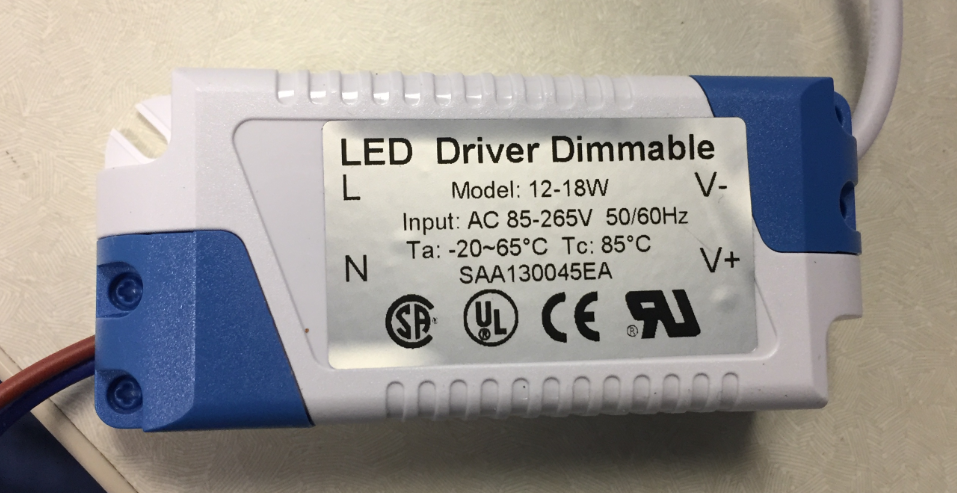 LED Driver Dimmable
L Model: 12-18W V-
Input: AC 85-265V 50/60Hz
Ta: -20~65°C Tc: 85°C
N SAA130045EA V+
SA ® UL ® CE ® RU